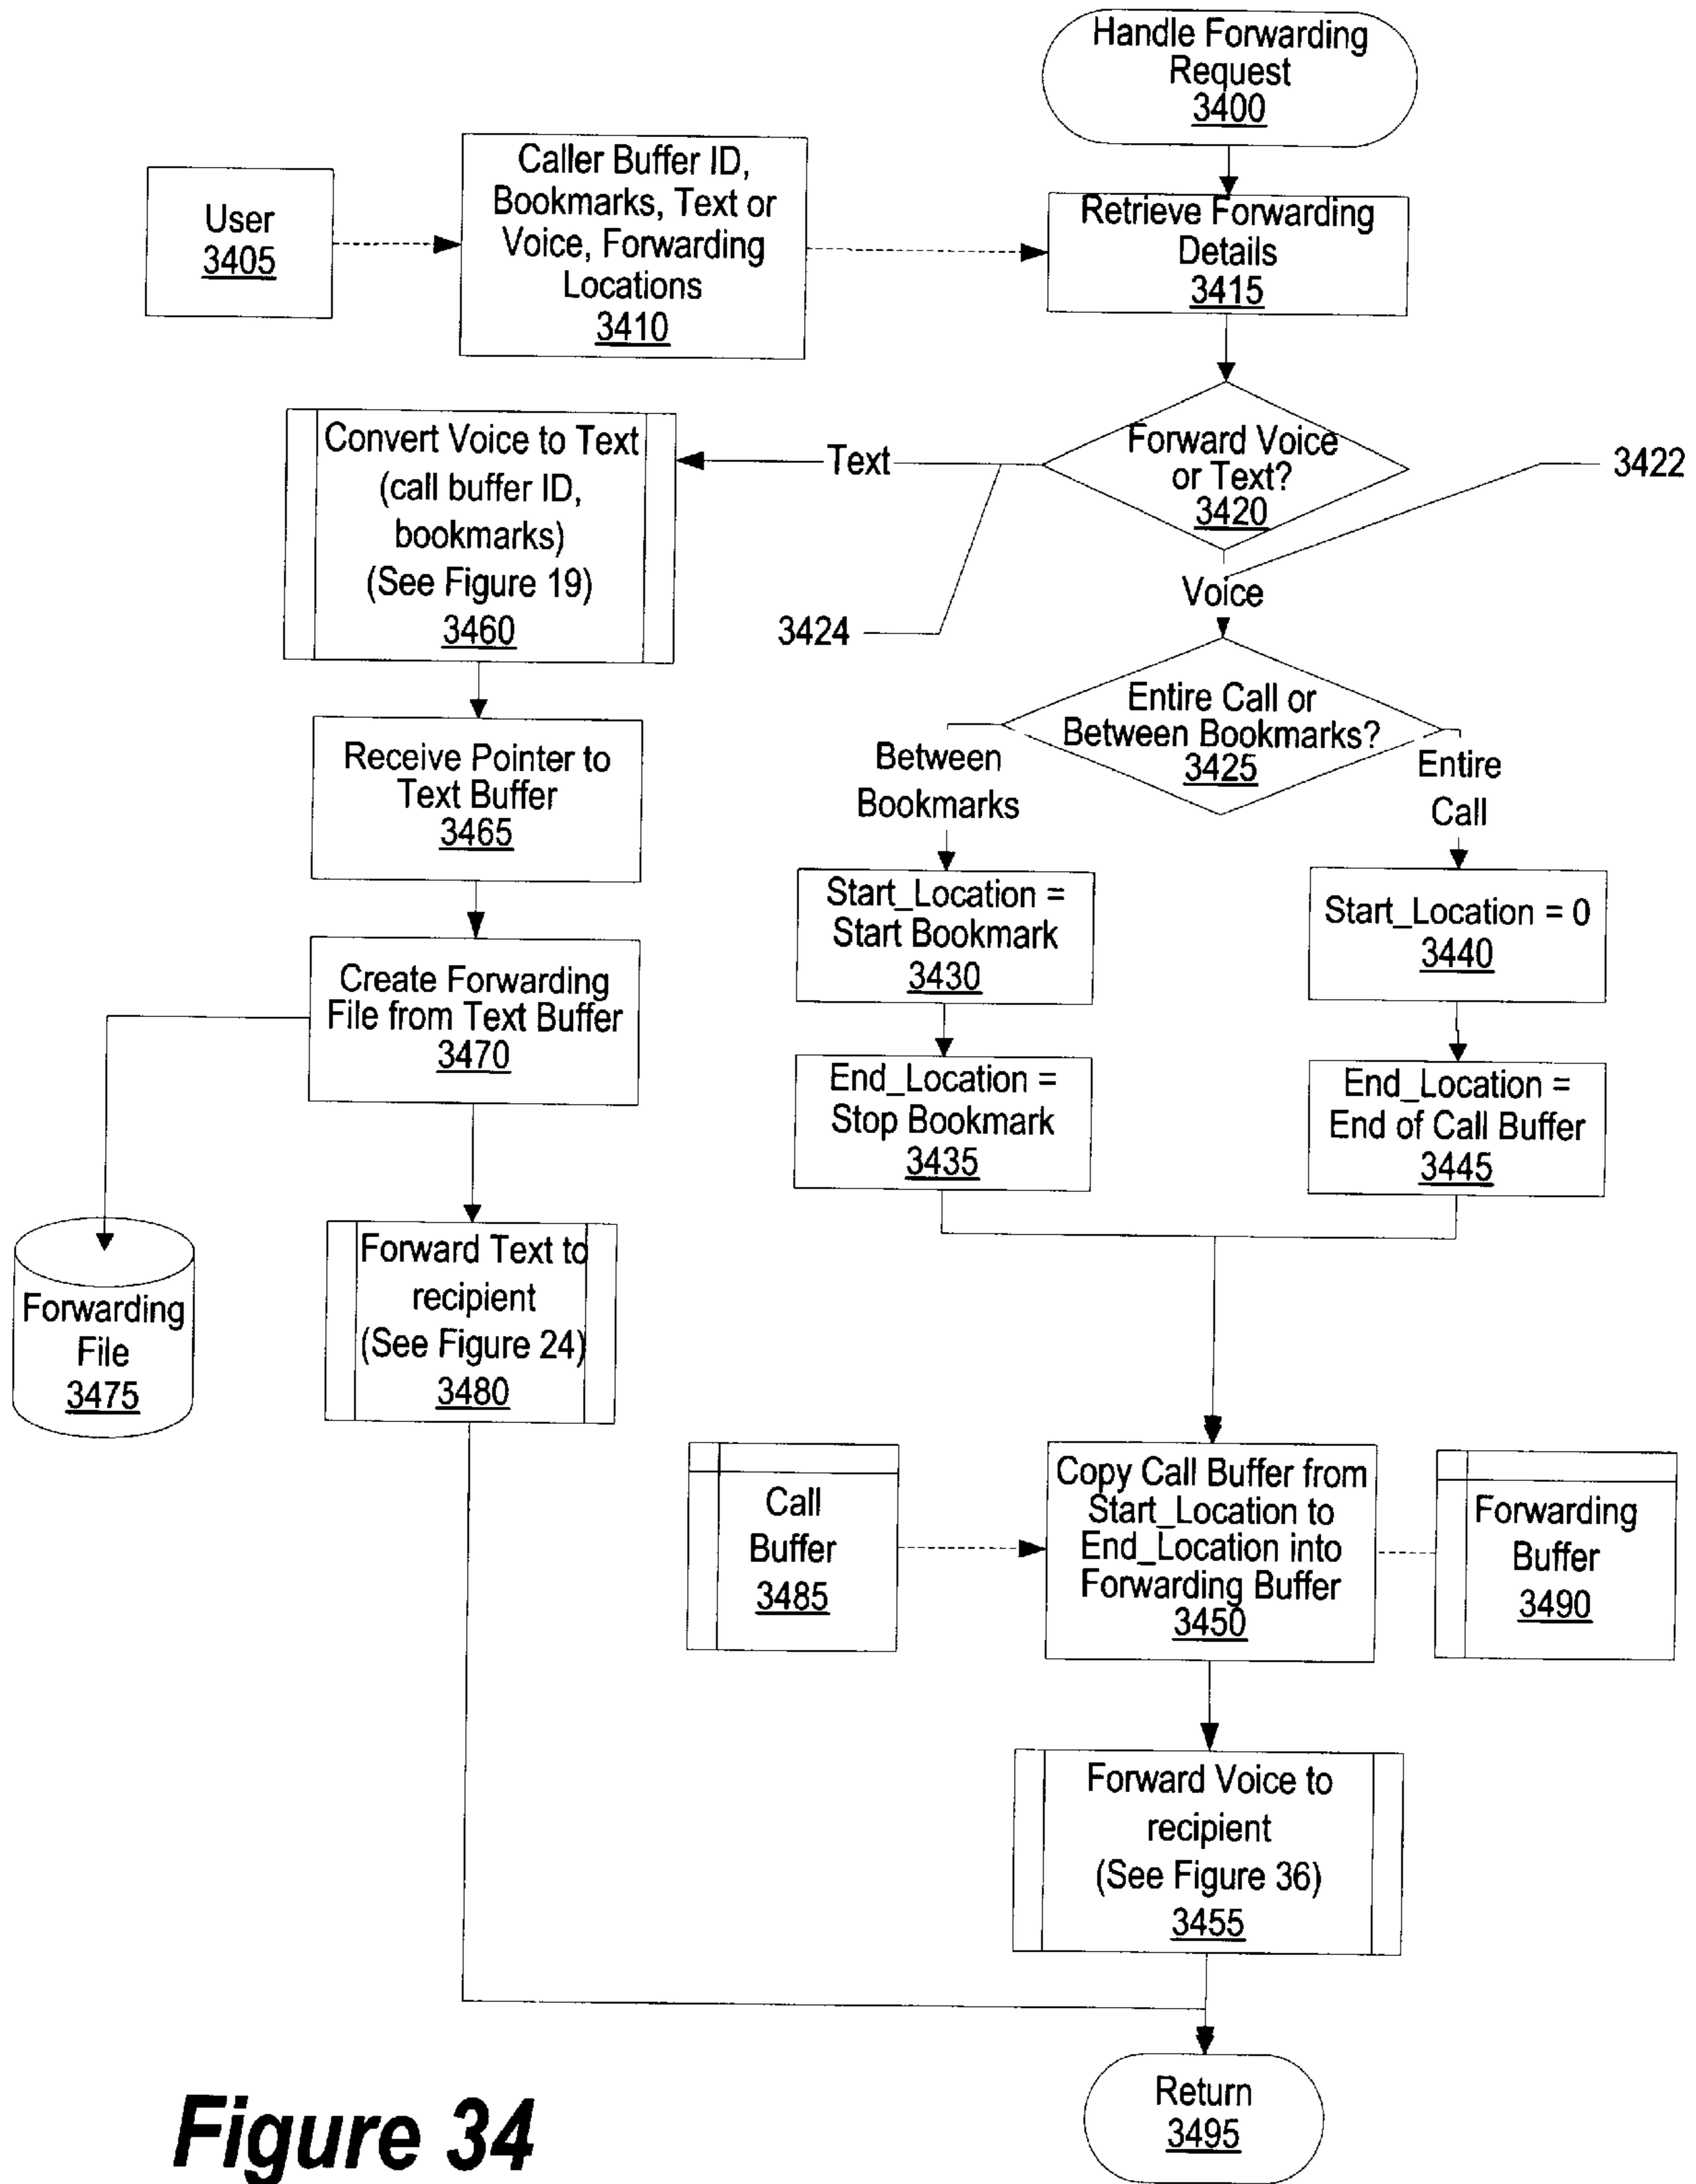 Handle Forwarding
Request
3400
User
3405
Caller Buffer ID,
Bookmarks, Text or
Voice, Forwarding
Locations
3410
Retrieve Forwarding
Details
3415
Forward Voice
or Text?
3420
3422
Text
3424
Voice
Convert Voice to Text
(call buffer ID,
bookmarks)
(See Figure 19)
3460
Entire Call or
Between Bookmarks?
3425
Between
Bookmarks
Entire
Call
Receive Pointer to
Text Buffer
3465
Start_Location =
Start Bookmark
3430
Start_Location = 0
3440
Create Forwarding
File from Text Buffer
3470
End_Location =
Stop Bookmark
3435
End_Location =
End of Call Buffer
3445
Forwarding
File
3475
Forward Text to
recipient
(See Figure 24)
3480
Call
Buffer
3485
Copy Call Buffer from
Start_Location to
End_Location into
Forwarding Buffer
3450
Forwarding
Buffer
3490
Forward Voice to
recipient
(See Figure 36)
3455
Return
3495
Figure 34